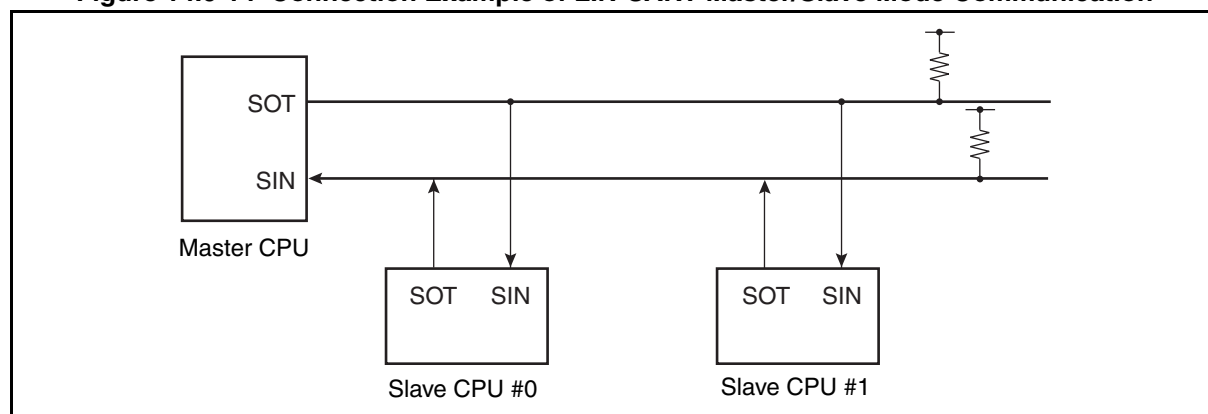 SOT
SIN
Master CPU
SOT SIN
SOT SIN
Slave CPU #0
Slave CPU #1